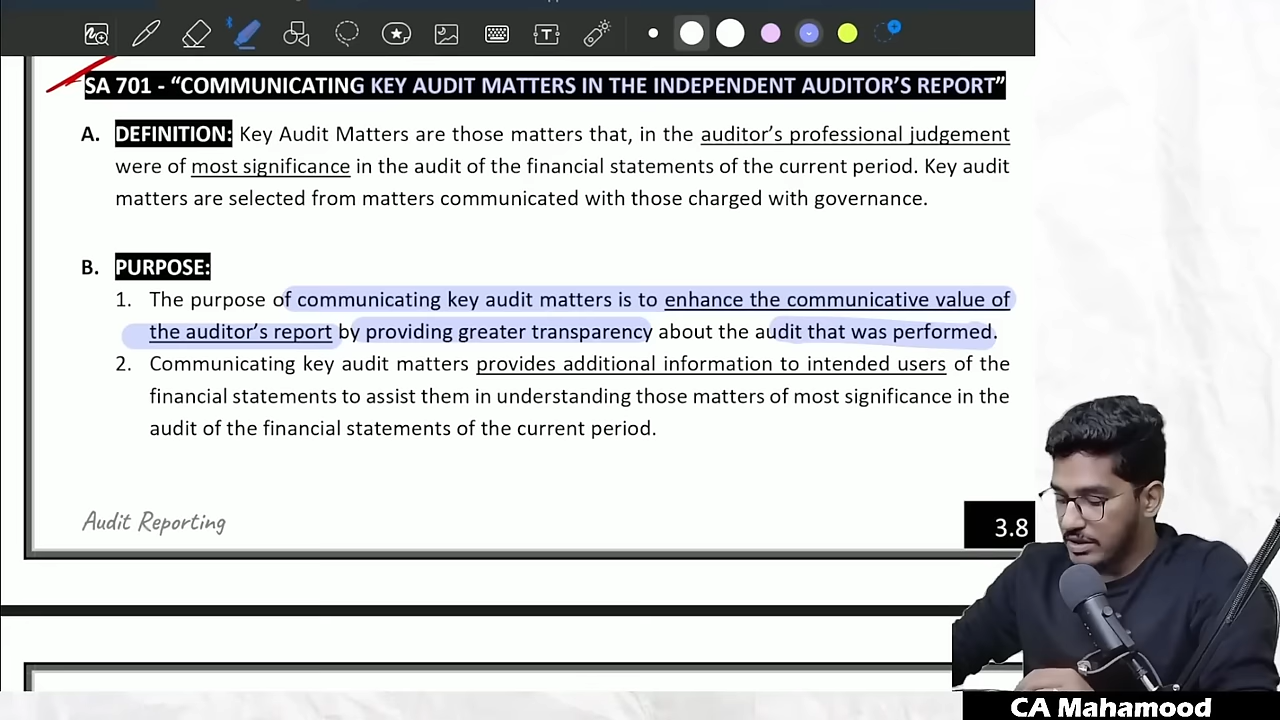 SA 701 - “COMMUNICATING KEY AUDIT MATTERS IN THE INDEPENDENT AUDITOR’S REPORT”
A. DEFINITION: Key Audit Matters are those matters that, in the auditor’s professional judgement
were of most significance in the audit of the financial statements of the current period. Key audit
matters are selected from matters communicated with those charged with governance.
B. PURPOSE:
1. The purpose of communicating key audit matters is to enhance the communicative value of
the auditor’s report by providing greater transparency about the audit that was performed.
2. Communicating key audit matters provides additional information to intended users of the
financial statements to assist them in understanding those matters of most significance in the
audit of the financial statements of the current period.
Audit Reporting
3.8
CA Mahamood